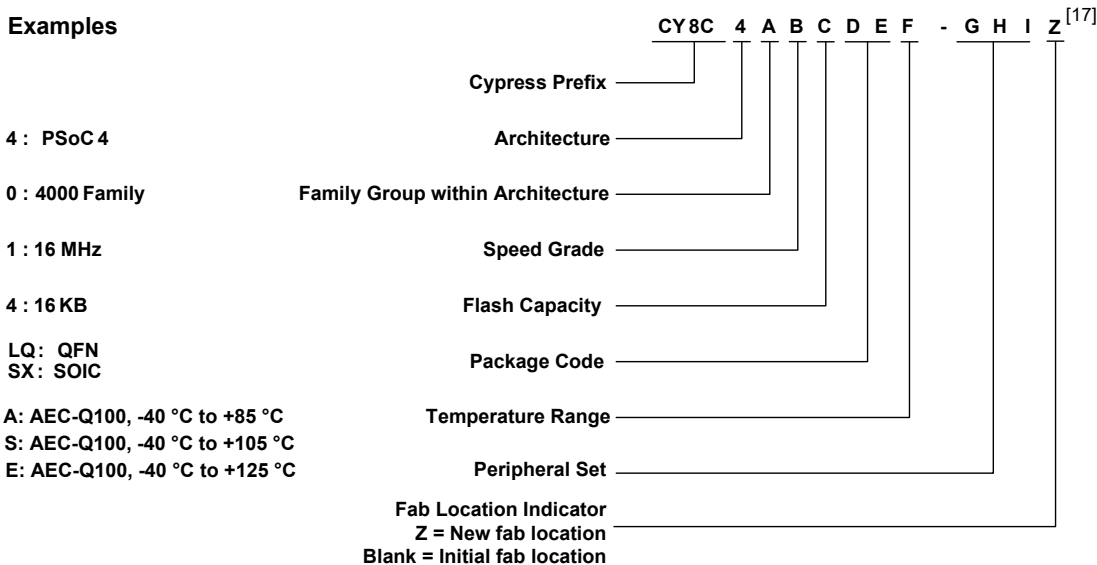 Examples CY8C 4 A B C D E F - G H I Z[17]
Cypress Prefix
4 : PSoC 4 Architecture
0 : 4000 Family Family Group within Architecture
1 : 16 MHz Speed Grade
4 : 16 KB Flash Capacity
LQ : QFN
SX : SOIC
Package Code
A: AEC-Q100, -40 °C to +85 °C Temperature Range
S: AEC-Q100, -40 °C to +105 °C
E: AEC-Q100, -40 °C to +125 °C Peripheral Set
Fab Location Indicator
Z = New fab location
Blank = Initial fab location